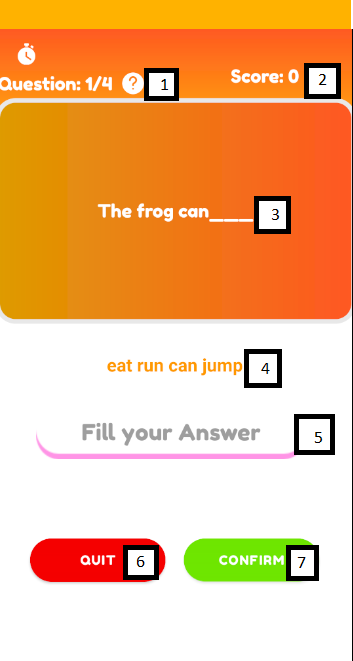 Question: 1/4 ? 1 Score: 0 2
The frog can____ 3
eat run can jump 4
Fill your Answer 5
QUIT 6 CONFIRM 7